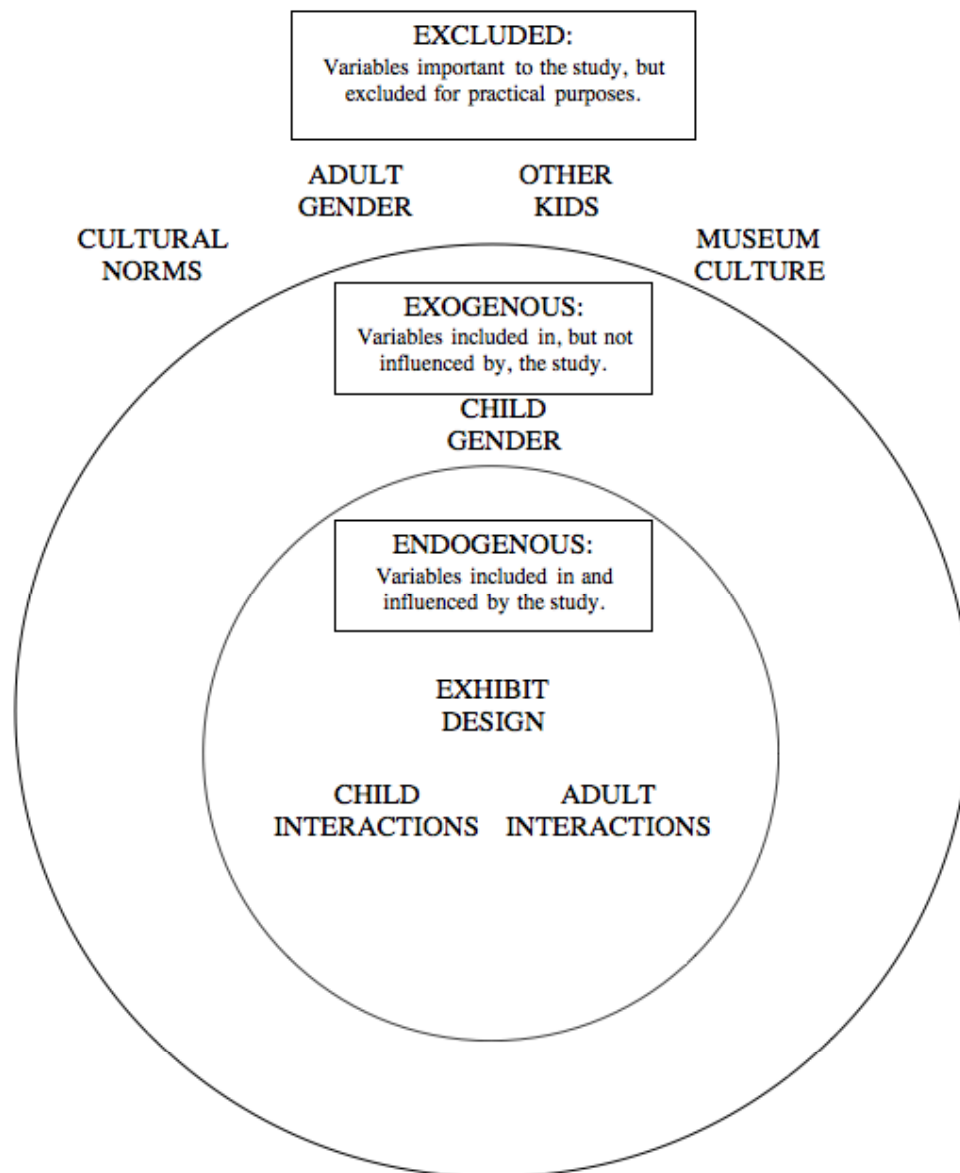 EXCLUDED:
Variables important to the study, but
excluded for practical purposes.
ADULT
GENDER
OTHER
KIDS
CULTURAL
NORMS
MUSEUM
CULTURE
EXOGENOUS:
Variables included in, but not
influenced by, the study.
CHILD
GENDER
ENDOGENOUS:
Variables included in and
influenced by the study.
EXHIBIT
DESIGN
CHILD
INTERACTIONS
ADULT
INTERACTIONS